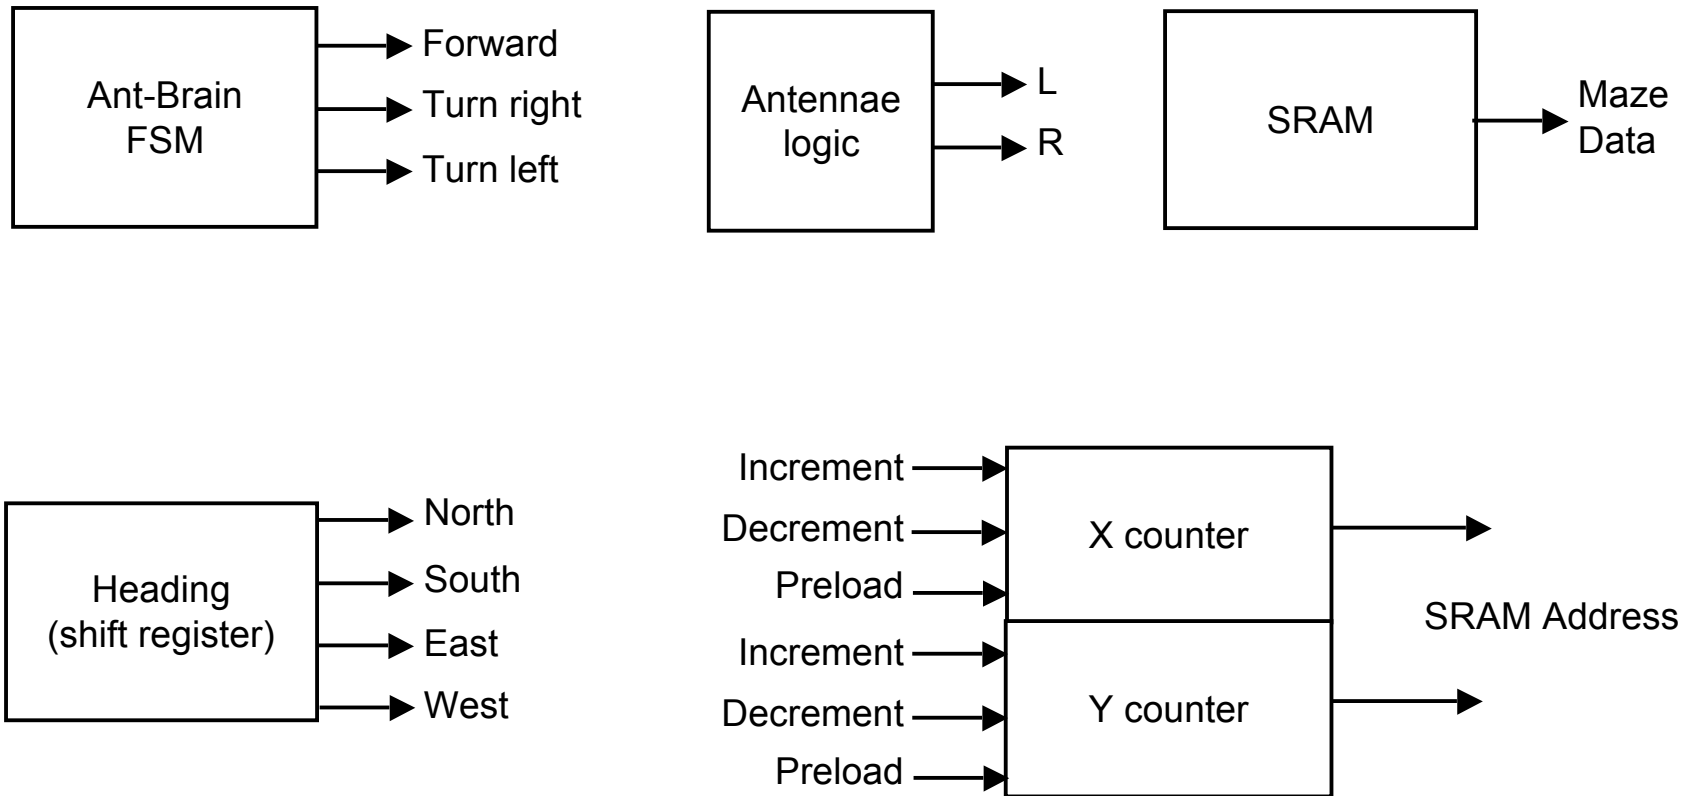 Ant-Brain
FSM
Forward
Turn right
Turn left
Antennae
logic
L
R
SRAM
Maze
Data
Heading
(shift register)
North
South
East
West
Increment
Decrement
Preload
X counter
Increment
Decrement
Preload
Y counter
SRAM Address